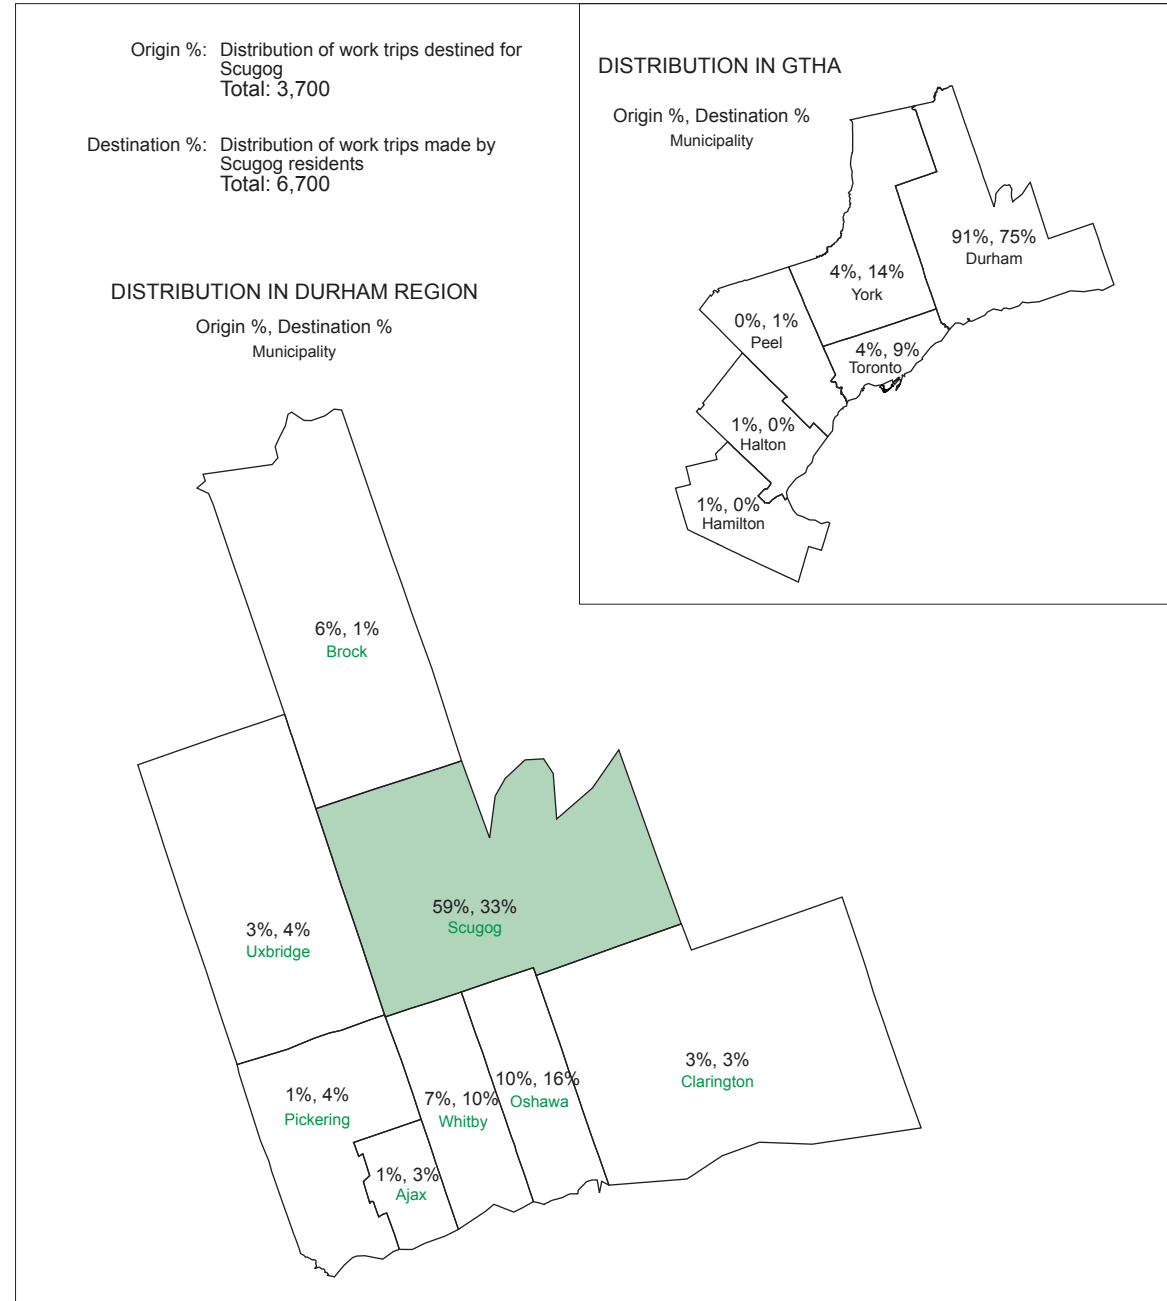 Origin %: Distribution of work trips destined for
Scugog
Total: 3,700
Destination %: Distribution of work trips made by
Scugog residents
Total: 6,700
DISTRIBUTION IN DURHAM REGION
Origin %, Destination %
Municipality
6%, 1%
Brock
59%, 33%
Scugog
3%, 4%
Uxbridge
3%, 3%
Clarington
10%, 16%
Oshawa
7%, 10%
Whitby
1%, 4%
Pickering
1%, 3%
Ajax
DISTRIBUTION IN GTHA
Origin %, Destination %
Municipality
91%, 75%
Durham
4%, 14%
York
0%, 1%
Peel
4%, 9%
Toronto
1%, 0%
Halton
1%, 0%
Hamilton